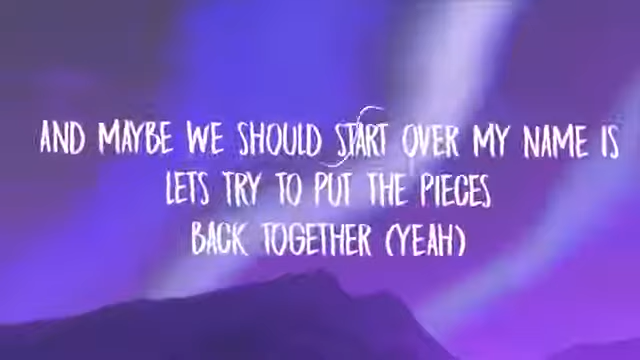 AND MAYBE WE SHOULD START OVER MY NAME IS
LETS TRY TO PUT THE PIECES
BACK TOGETHER (YEAH)